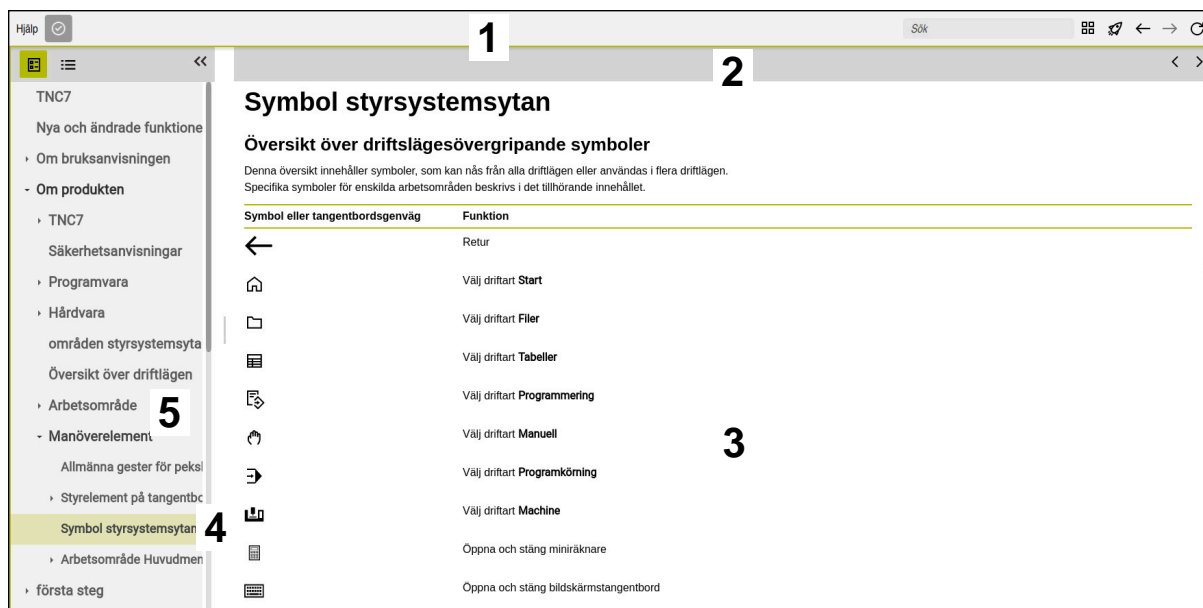 Hjälp
Sök
1
2
TNC7
Nya och ändrade funktione
Om bruksanvisningen
Om produkten
TNC7
Säkerhetsanvisningar
Programvara
Hårdvara
områden styrsystemsyta
Översikt över driftlägen
Arbetsområde
5
Manöverelement
Allmänna gester för peksl
Styrelement på tangentbo
Symbol styrsystemsytan
4
Arbetsområde Huvudmen
första steg
Symbol styrsystemsytan
Översikt över driftslägesövergripande symboler
Denna översikt innehåller symboler, som kan nås från alla driftlägen eller användas i flera driftlägen.
Specifika symboler för enskilda arbetsområden beskrivs i det tillhörande innehållet.
Symbol eller tangentbordsgenväg Funktion
Retur
Välj driftart Start
Välj driftart Filer
Välj driftart Tabeller
Välj driftart Programmering
Välj driftart Manuell
3
Välj driftart Programkörning
Välj driftart Machine
Öppna och stäng miniräknare
Öppna och stäng bildskärmstangentbord